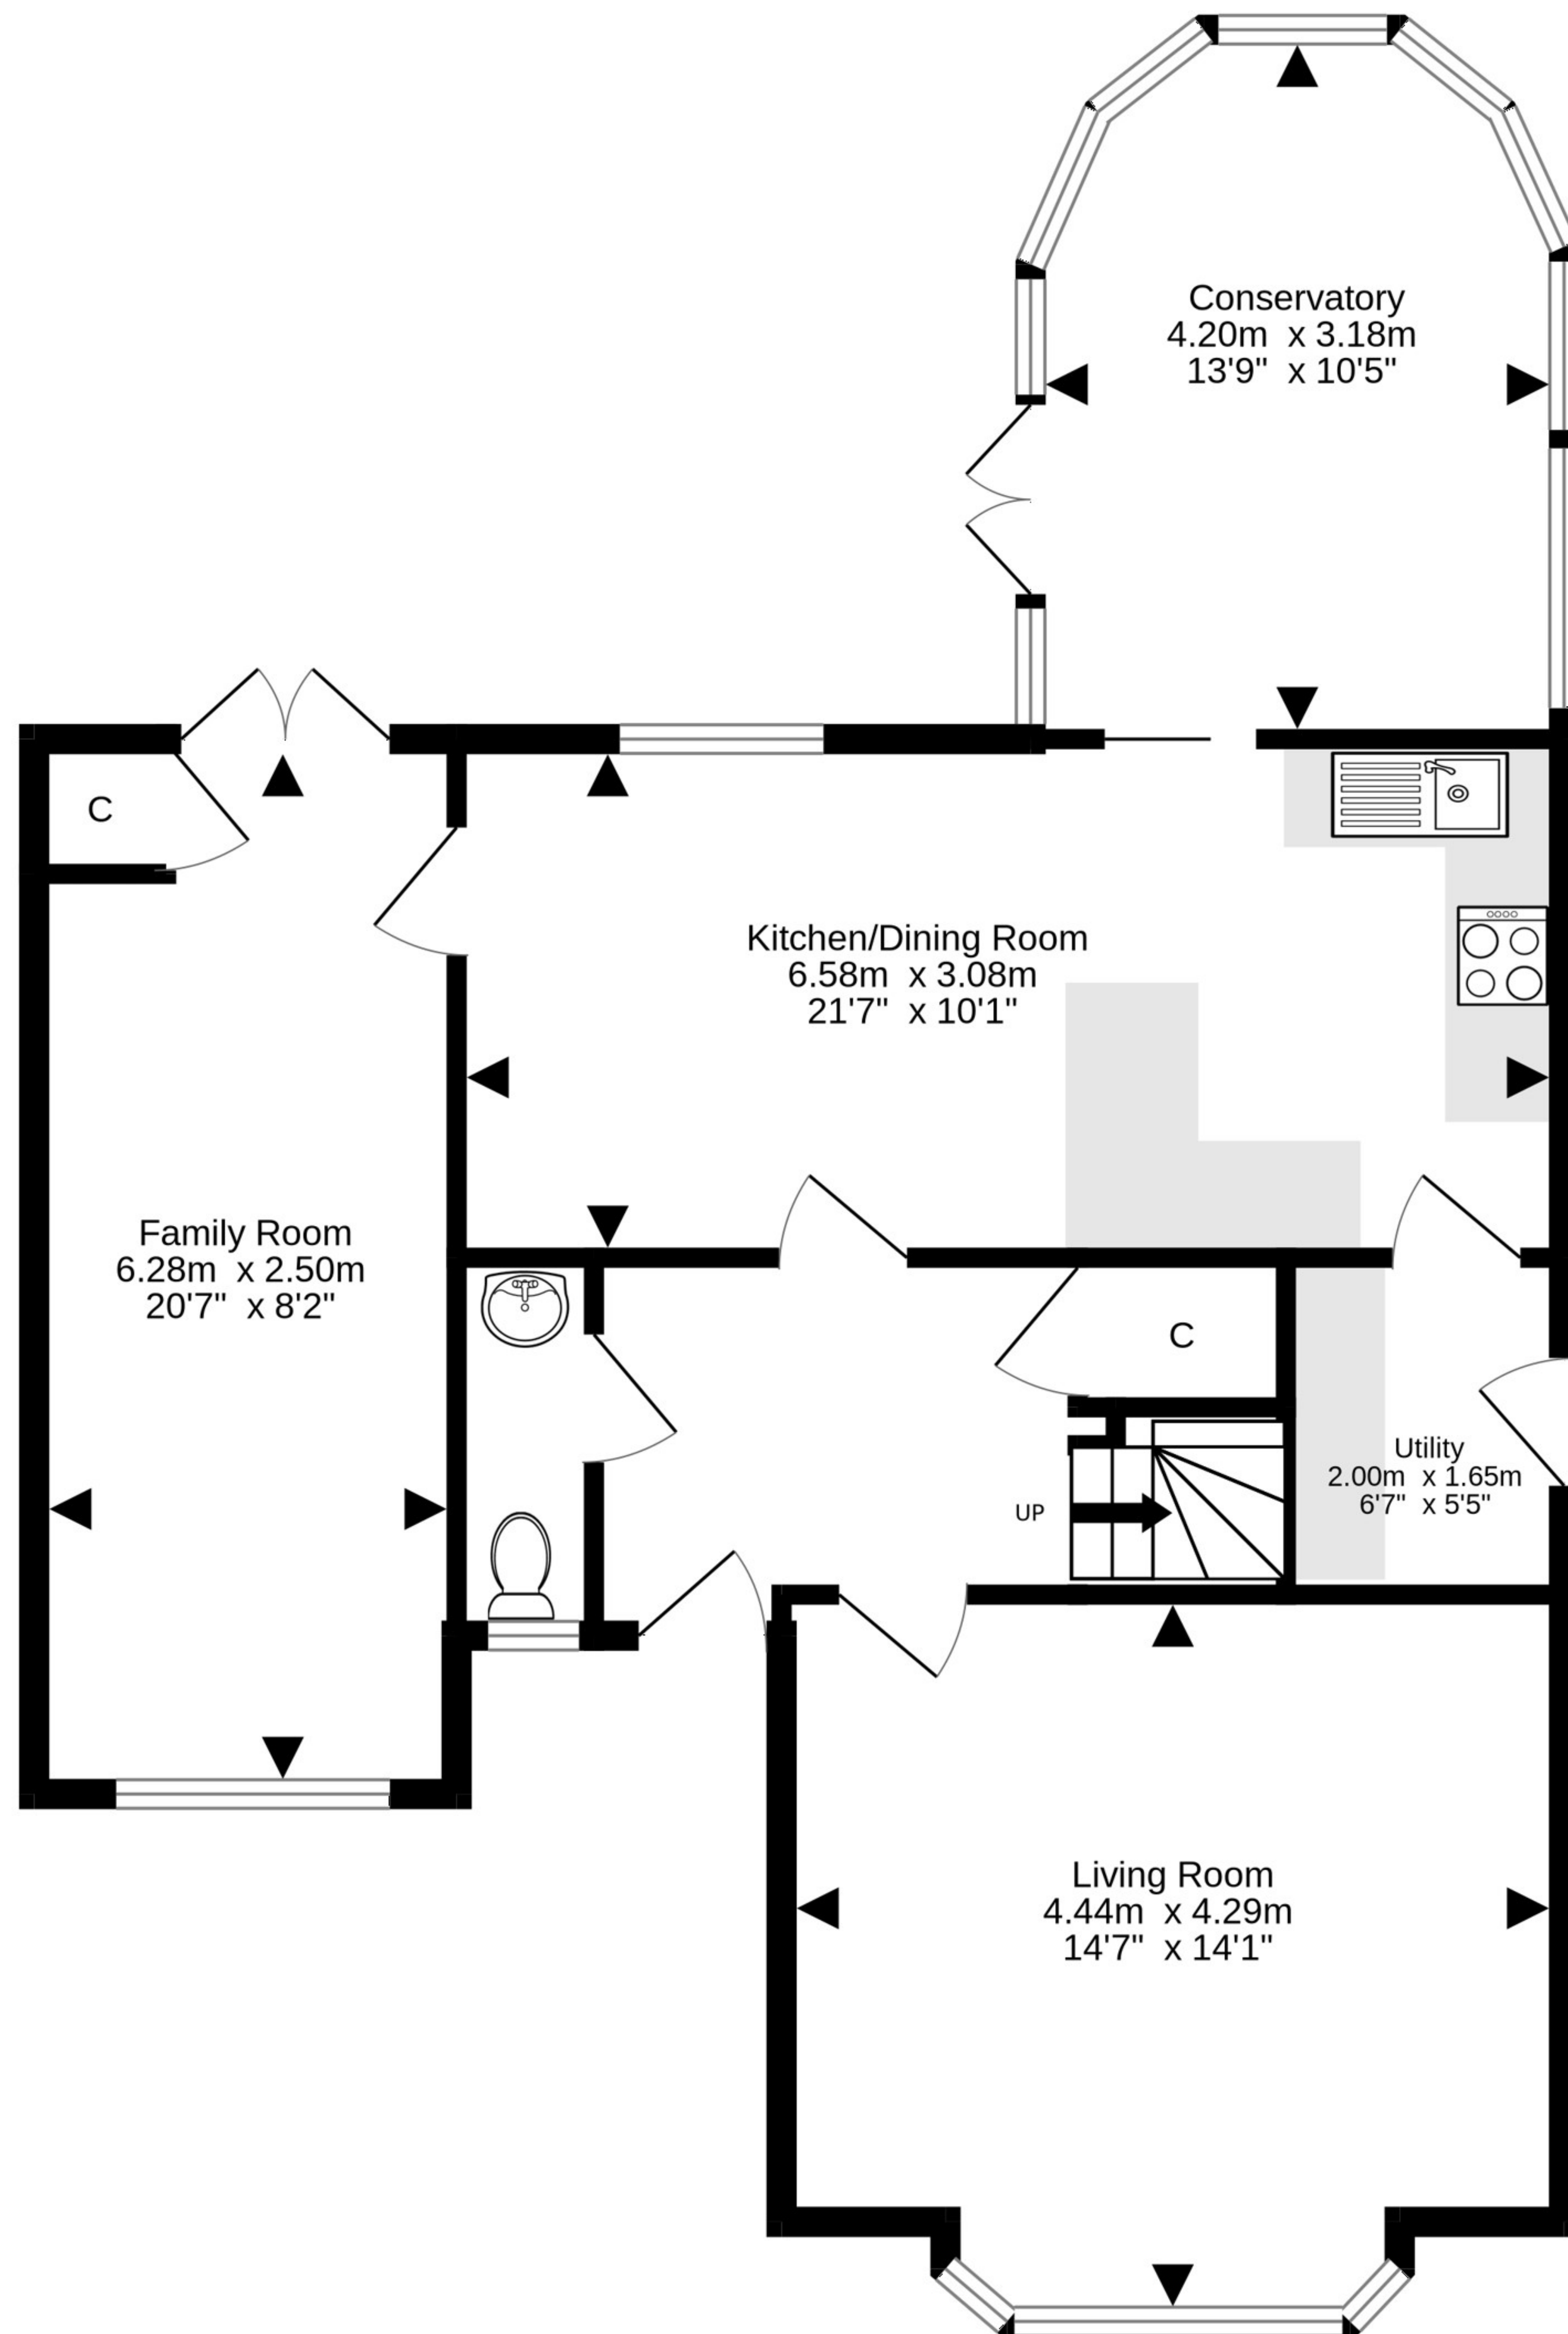 Conservatory
4.20m x 3.18m
13'9" x 10'5"
C
Kitchen/Dining Room
6.58m x 3.08m
21'7" x 10'1"
Family Room
6.28m x 2.50m
20'7" x 8'2"
C
Utility
2.00m x 1.65m
6'7" x 5'5"
UP
Living Room
4.44m x 4.29m
14'7" x 14'1"